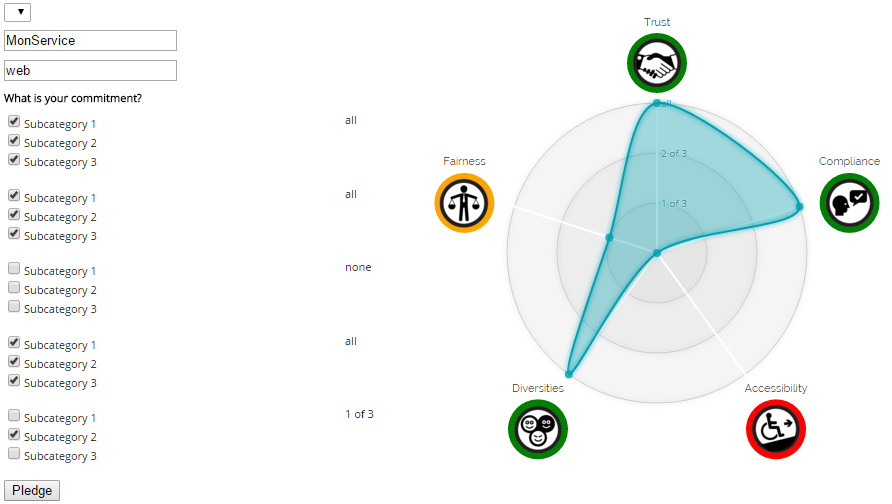 MonService
web
What is your commitment?
Subcategory 1
all
Subcategory 2
Subcategory 3
Subcategory 1
all
Subcategory 2
Subcategory 3
Subcategory 1
none
Subcategory 2
Subcategory 3
Subcategory 1
all
Subcategory 2
Subcategory 3
Subcategory 1
1 of 3
Subcategory 2
Subcategory 3
Pledge
Trust
all
2 of 3
1 of 3
Fairness
Compliance
Diversities
Accessibility